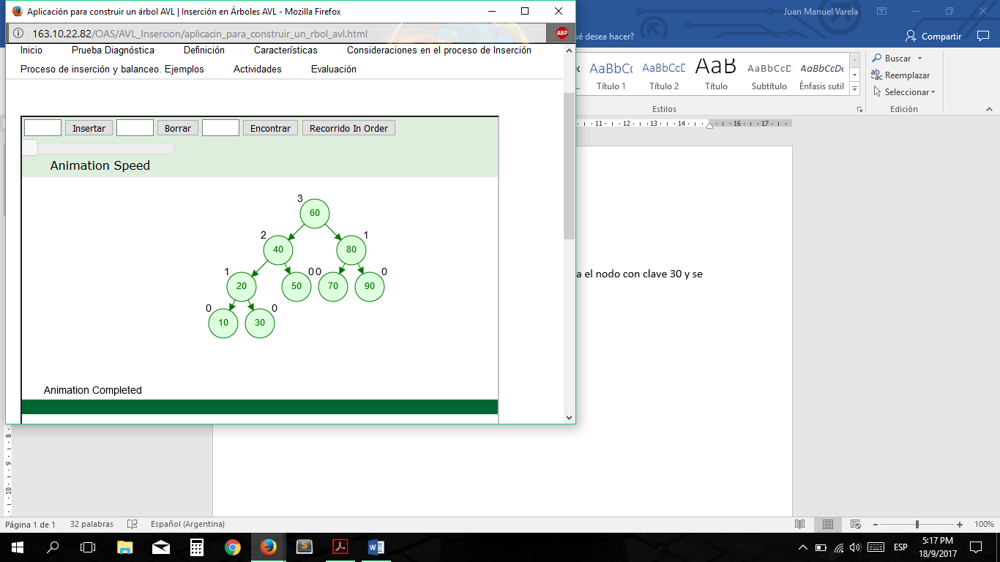 Aplicación para construir un árbol AVL | Inserción en Árboles AVL - Mozilla Firefox
163.10.22.82/OAS/AVL_Insercion/aplicacin_para_construir_un_rbol_avl.html
ABP
Inicio Prueba Diagnóstica Definición Características Consideraciones en el proceso de Inserción
Proceso de inserción y balanceo. Ejemplos Actividades Evaluación
Insertar Borrar Encontrar Recorrido In Order
Animation Speed
3
60
2 1
40 80
1 0 0 0
20 50 70 90
0 0
10 30
Animation Completed
Juan Manuel Varela
ué desea hacer?
Compartir
AaBbCc AaBbCcD AaB AaBbCcD AaBbCcDc
Título 1 Título 2 Título Subtítulo Énfasis sutil
Estilos
Buscar
Reemplazar
Seleccionar
Edición
11 12 13 14 16 17
a el nodo con clave 30 y se
8
9
10
Página 1 de 1 32 palabras Español (Argentina) 100%
ESP
5:17 PM
18/9/2017